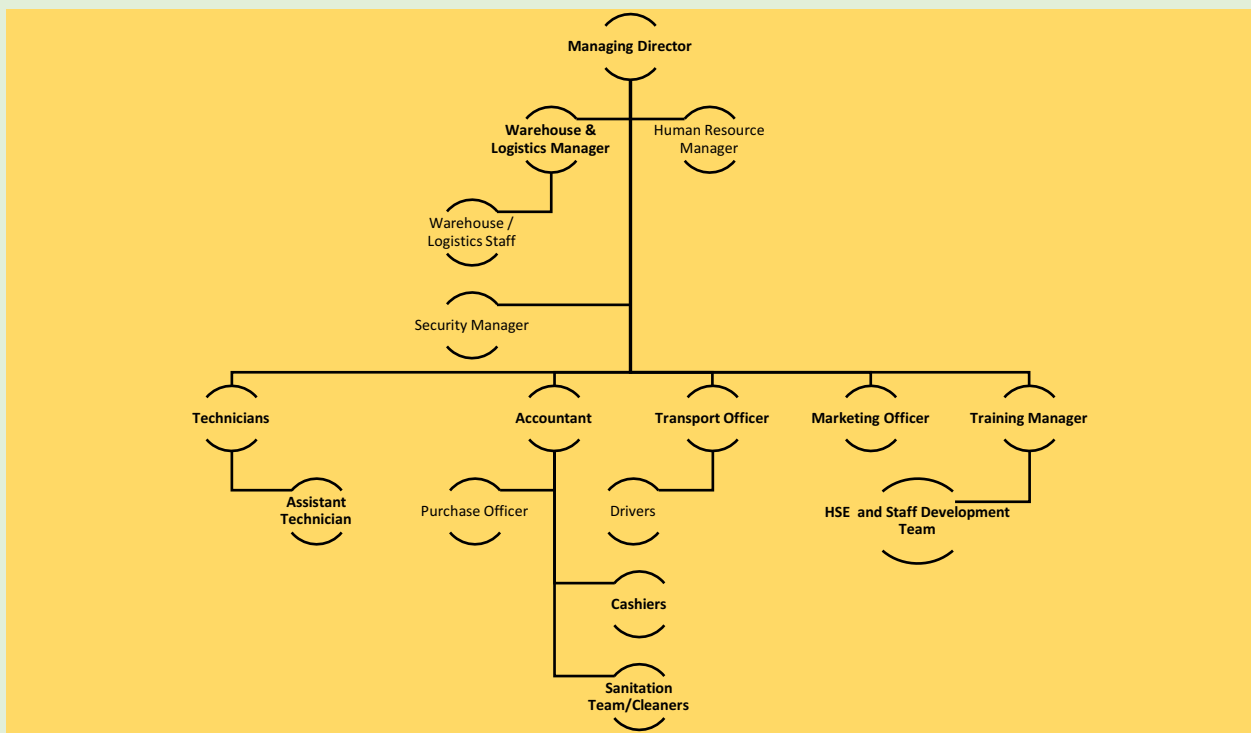 Managing Director
Warehouse &
Logistics Manager
Human Resource
Manager
Warehouse /
Logistics Staff
Security Manager
Technicians
Accountant
Transport Officer
Marketing Officer
Training Manager
Assistant
Technician
Purchase Officer
Drivers
HSE and Staff Development
Team
Cashiers
Sanitation
Team/Cleaners